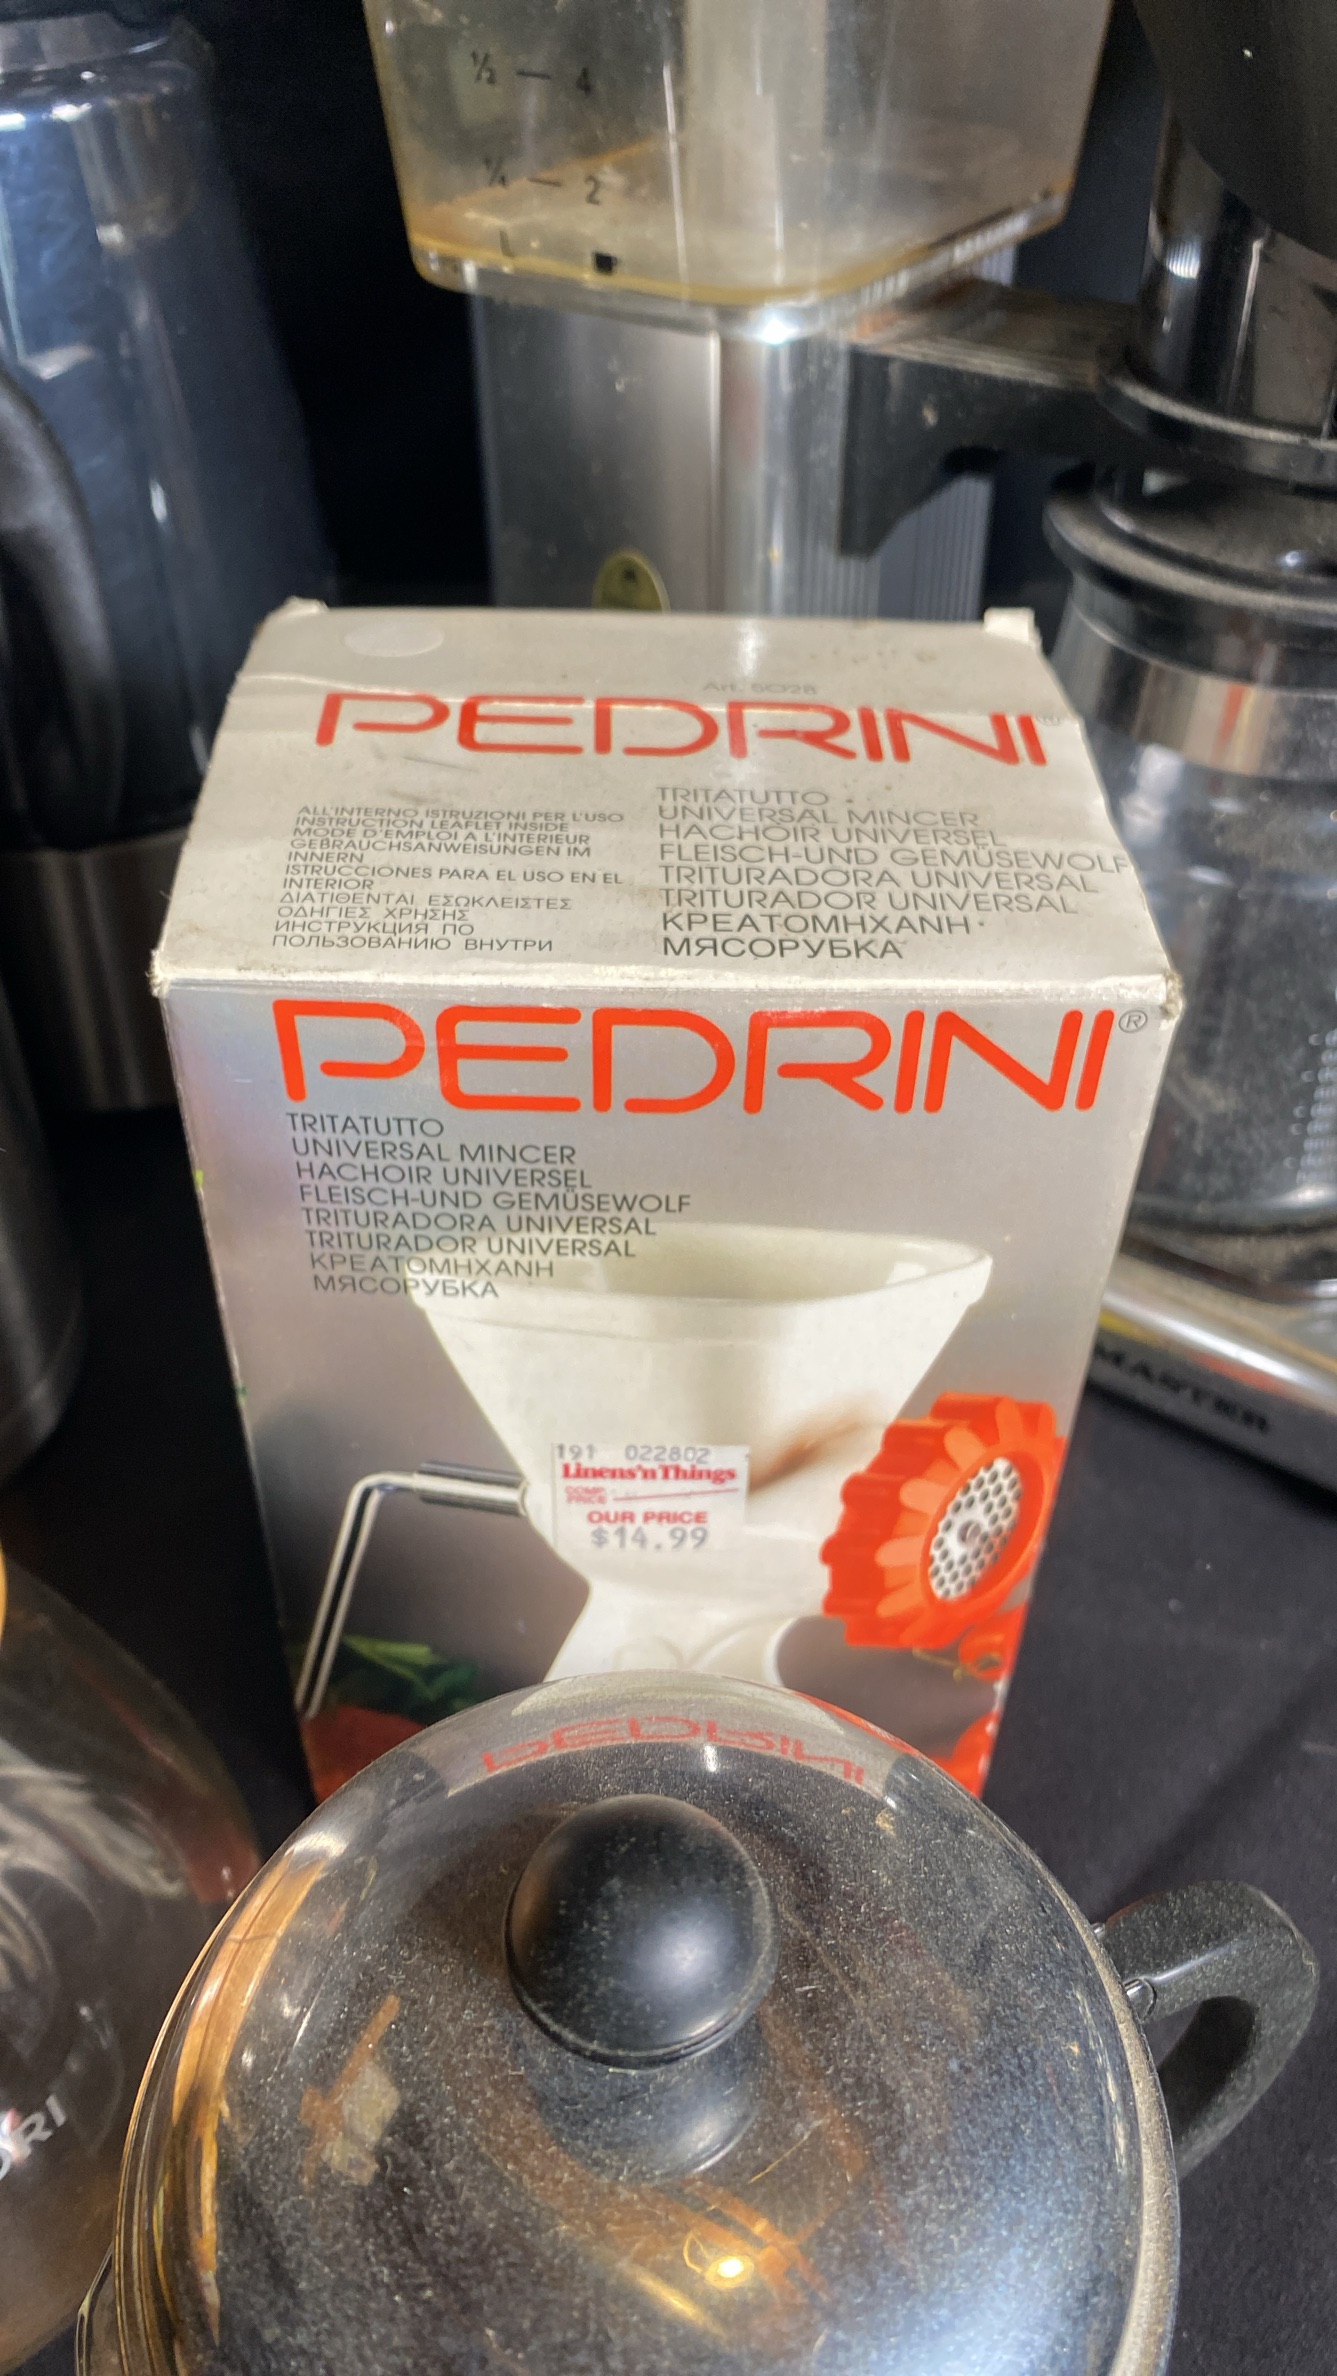 ½ — 4
¼ — 2
L
PEDRINI
ALL'INTERNO ISTRUZIONI PER L'USO
INSTRUCTION LEAFLET INSIDE
MODE D'EMPLOI A L'INTERIEUR
GEBRAUCHSANWEISUNGEN IM
INNERN
ISTRUCCIONES PARA EL USO EN EL
INTERIOR
ΔΙΑΤΙΘΕΝΤΑΙ ΕΣΩΚΛΕΙΣΤΕΣ
ΟΔΗΓΙΕΣ ΧΡΗΣΗΣ
ИНСТРУКЦИЯ ПО
ПОЛЬЗОВАНИЮ ВНУТРИ
TRITATUTTO
UNIVERSAL MINCER
HACHOIR UNIVERSEL
FLEISCH-UND GEMÜSEWOLF
TRITURADORA UNIVERSAL
TRITURADOR UNIVERSAL
ΚΡΕΑΤΟΜΗΧΑΝΗ
МЯСОРУБКА
PEDRINI®
TRITATUTTO
UNIVERSAL MINCER
HACHOIR UNIVERSEL
FLEISCH-UND GEMÜSEWOLF
TRITURADORA UNIVERSAL
TRITURADOR UNIVERSAL
ΚΡΕΑΤΟΜΗΧΑΝΗ
МЯСОРУБКА
191 022802
Linens'n Things
COMP.
PRICE
OUR PRICE
$14.99
MASTER
PEDRINI